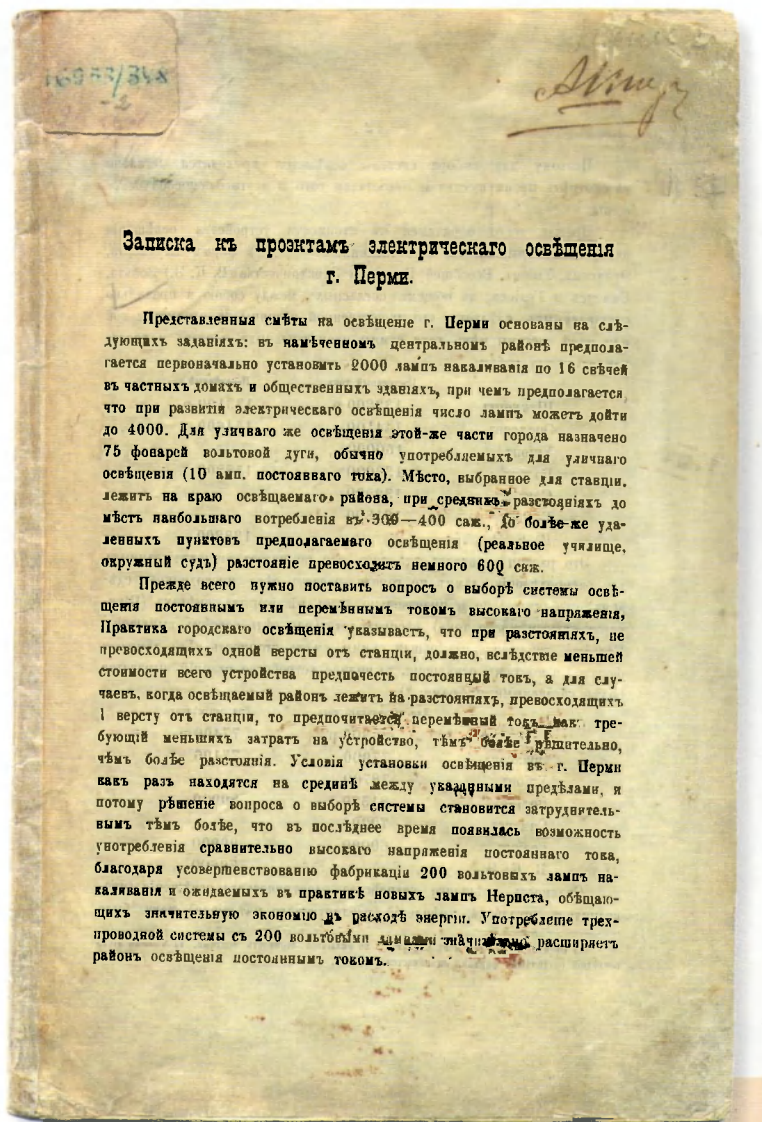 Записка къ проэктамъ электрическаго освѣщенія
г. Перми.
Представленныя смѣты на освѣщеніе г. Перми основаны на слѣ-
дующихъ заданіяхъ: въ намѣченномъ центральномъ районѣ предпола-
гается первоначально установить 2000 лампъ накаливанія по 16 свѣчей
въ частныхъ домахъ и общественныхъ зданіяхъ, при чемъ предполагается
что при развитіи электрическаго освѣщенія число лампъ можетъ дойти
до 4000. Для уличнаго же освѣщенія этой-же части города назначено
75 фонарей вольтовой дуги, обычно употребляемыхъ для уличнаго
освѣщенія (10 амп. постояннаго тока). Мѣсто, выбранное для станціи.
лежитъ на краю освѣщаемаго района, при среднихъ разстояніяхъ до
мѣстъ наибольшаго потребленія въ 300—400 саж., до болѣе-же уда-
ленныхъ пунктовъ предполагаемаго освѣщенія (реальное училище,
окружный судъ) разстояніе превосходитъ немного 600 саж.
Прежде всего нужно поставить вопросъ о выборѣ системы освѣ-
щенія постояннымъ или перемѣннымъ токомъ высокаго напряженія,
Практика городскаго освѣщенія указываетъ, что при разстояніяхъ, не
превосходящихъ одной версты отъ станціи, должно, вслѣдствіе меньшей
стоимости всего устройства предпочесть постоянный токъ, а для слу-
чаевъ, когда освѣщаемый районъ лежитъ на разстояніяхъ, превосходящихъ
1 версту отъ станціи, то предпочитается перемѣнный токъ какъ тре-
бующій меньшихъ затратъ на устройство, тѣмъ болѣе рѣшительно,
чѣмъ болѣе разстоянія. Условія установки освѣщенія въ г. Перми
какъ разъ находятся на срединѣ между указанными предѣлами, и
потому рѣшеніе вопроса о выборѣ системы становится затруднитель-
нымъ тѣмъ болѣе, что въ послѣднее время появилась возможность
употребленія сравнительно высокаго напряженія постояннаго тока,
благодаря усовершенствованію фабрикаціи 200 вольтовыхъ лампъ на-
каливанія и ожидаемыхъ въ практикѣ новыхъ лампъ Нернста, обѣщаю-
щихъ значительную экономію въ расходѣ энергіи. Употребленіе трех-
проводной системы съ 200 вольтовыми лампами значительно расширяетъ
районъ освѣщенія постояннымъ токомъ.